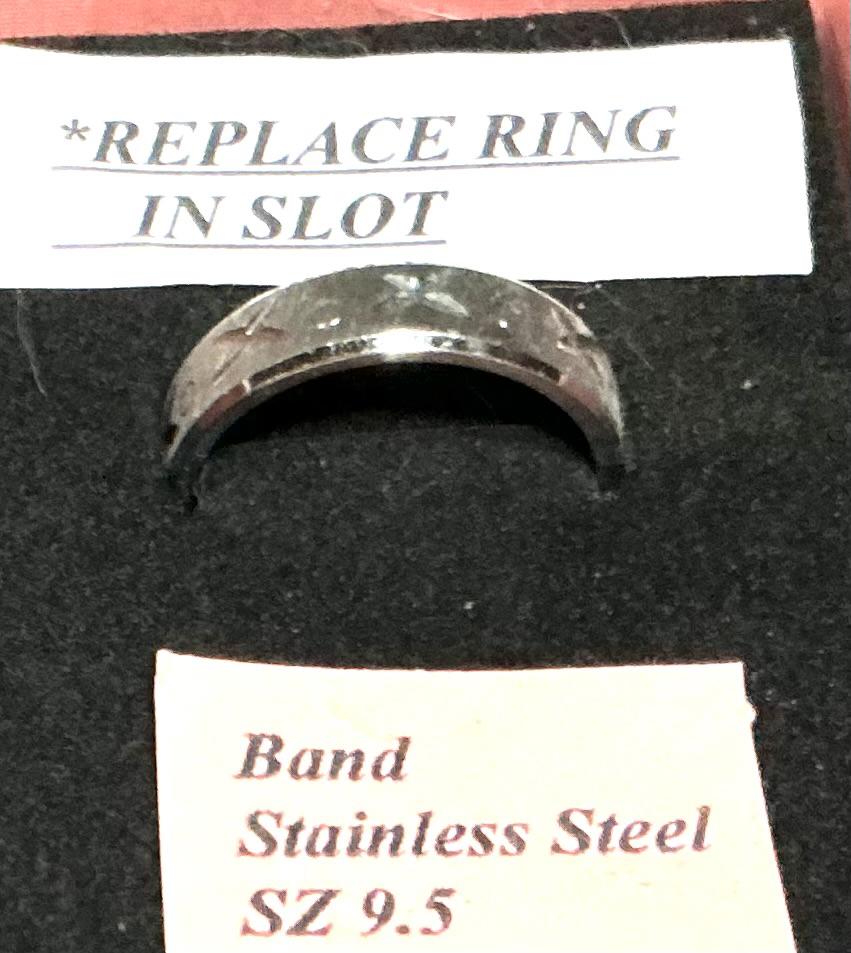 *REPLACE RING
IN SLOT
Band
Stainless Steel
SZ 9.5